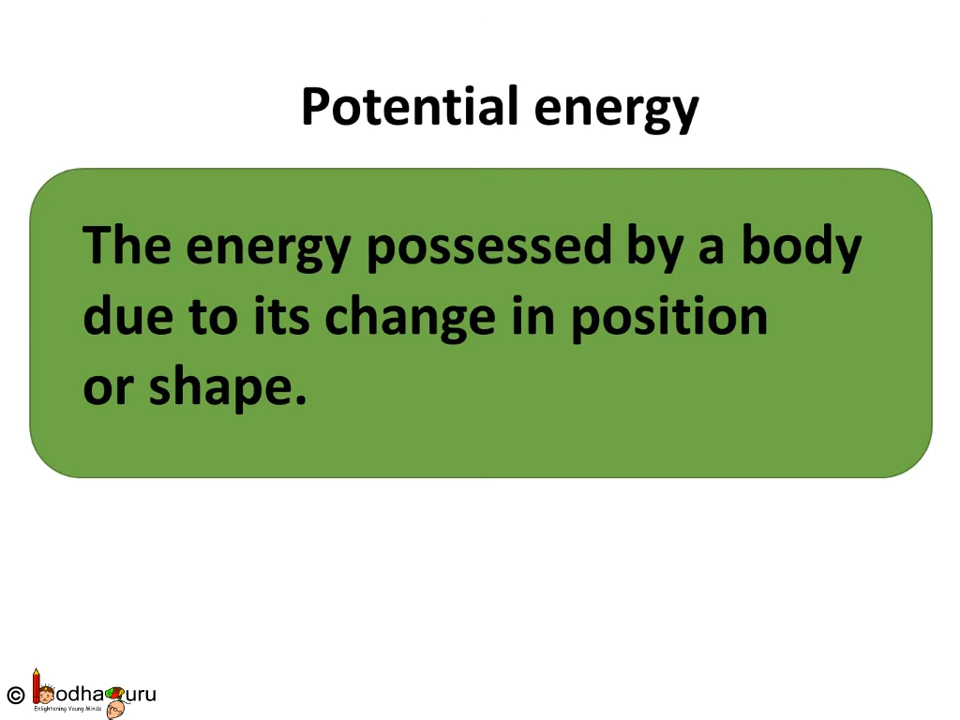 Potential energy
The energy possessed by a body
due to its change in position
or shape.
© bodhaguru
Enlightening Young Minds